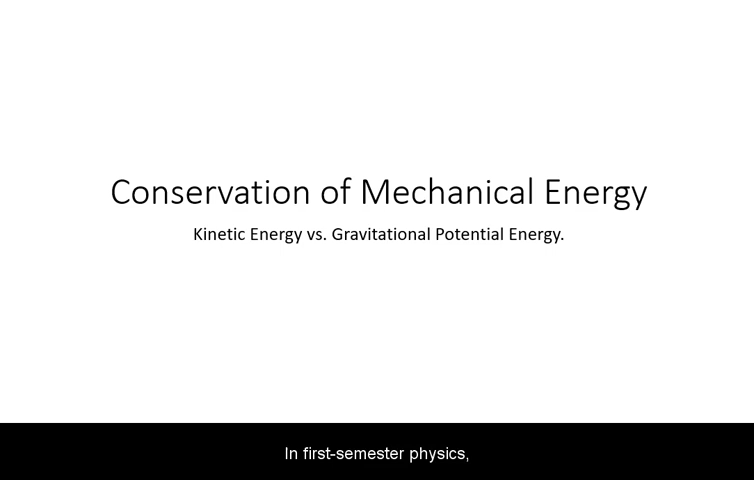 Conservation of Mechanical Energy
Kinetic Energy vs. Gravitational Potential Energy.
In first-semester physics,